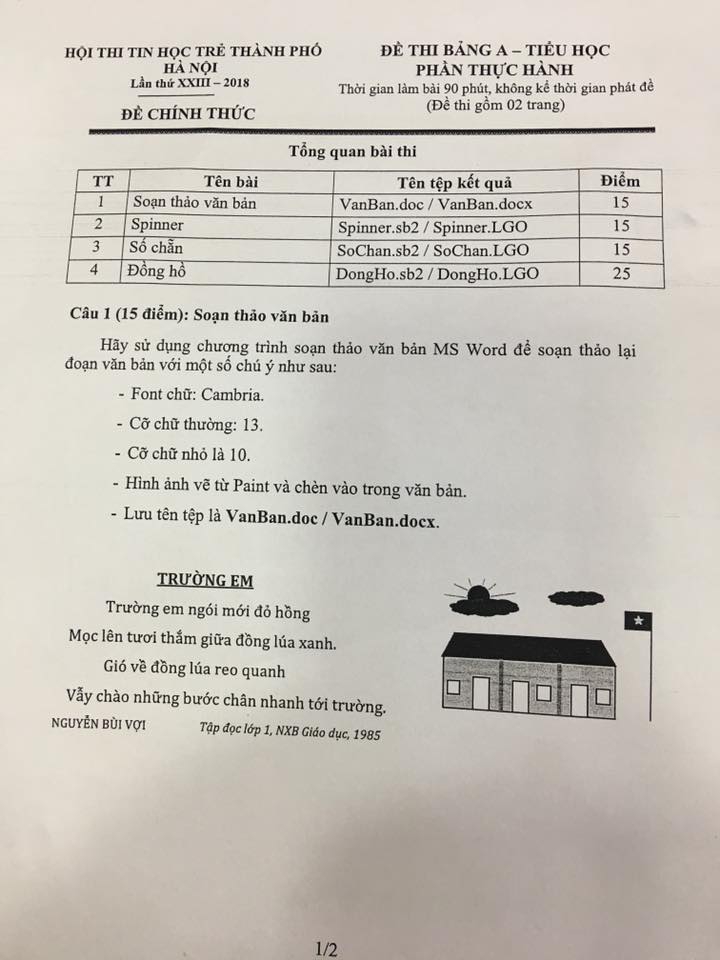 HỘI THI TIN HỌC TRẺ THÀNH PHỐ
HÀ NỘI
Lần thứ XXIII – 2018
ĐỀ CHÍNH THỨC
ĐỀ THI BẢNG A – TIỂU HỌC
PHẦN THỰC HÀNH
Thời gian làm bài 90 phút, không kể thời gian phát đề
(Đề thi gồm 02 trang)
Tổng quan bài thi
TT Tên bài Tên tệp kết quả Điểm
1 Soạn thảo văn bản VanBan.doc / VanBan.docx 15
2 Spinner Spinner.sb2 / Spinner.LGO 15
3 Số chẵn SoChan.sb2 / SoChan.LGO 15
4 Đồng hồ DongHo.sb2 / DongHo.LGO 25
Câu 1 (15 điểm): Soạn thảo văn bản
Hãy sử dụng chương trình soạn thảo văn bản MS Word để soạn thảo lại
đoạn văn bản với một số chú ý như sau:
- Font chữ: Cambria.
- Cỡ chữ thường: 13.
- Cỡ chữ nhỏ là 10.
- Hình ảnh vẽ từ Paint và chèn vào trong văn bản.
- Lưu tên tệp là VanBan.doc / VanBan.docx.
TRƯỜNG EM
Trường em ngói mới đỏ hồng
Mọc lên tươi thắm giữa đồng lúa xanh.
Gió về đồng lúa reo quanh
Vẫy chào những bước chân nhanh tới trường.
NGUYỄN BÙI VỢI Tập đọc lớp 1, NXB Giáo dục, 1985
1/2